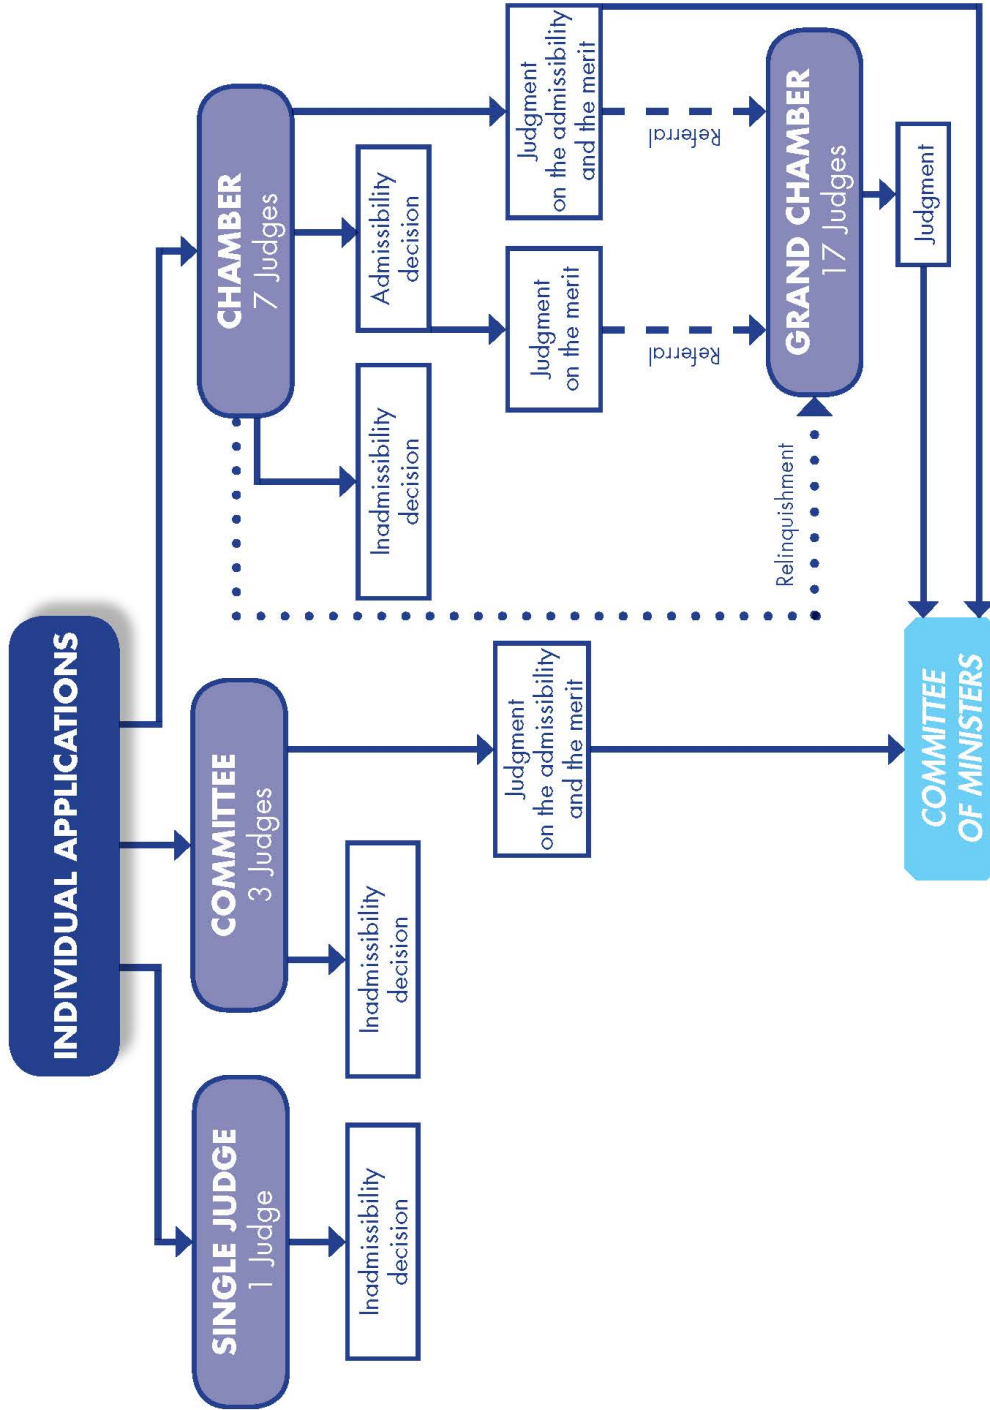 INDIVIDUAL APPLICATIONS
SINGLE JUDGE
1 Judge
COMMITTEE
3 Judges
CHAMBER
7 Judges
Inadmissibility
decision
Inadmissibility
decision
Inadmissibility
decision
Admissibility
decision
Judgment
on the admissibility
and the merit
Judgment
on the merit
Judgment
on the admissibility
and the merit
Referral
Referral
Relinquishment
GRAND CHAMBER
17 Judges
Judgment
COMMITTEE
OF MINISTERS